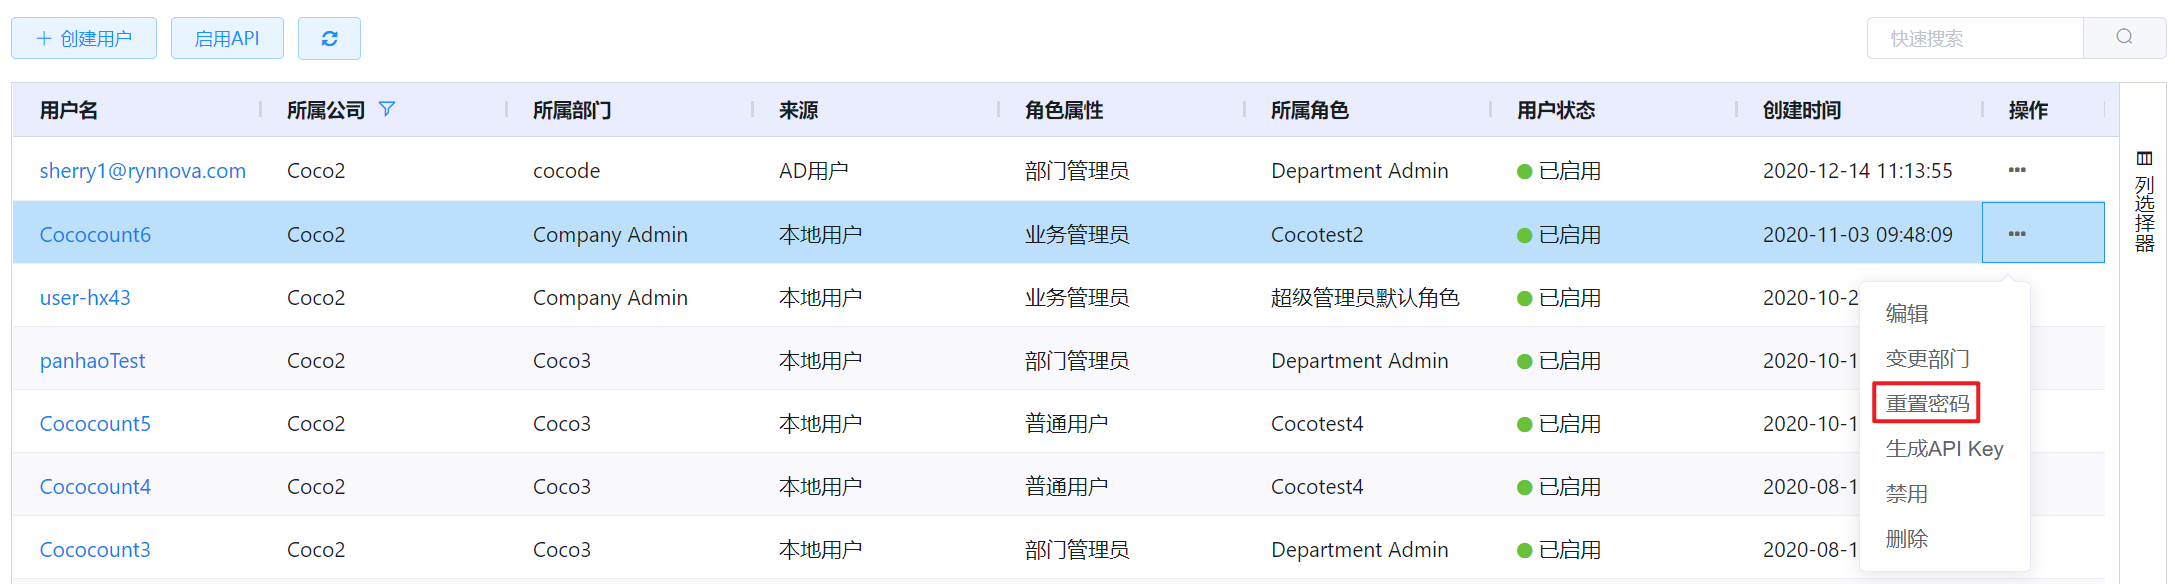 创建用户 启用API 快速搜索
用户名 所属公司 所属部门 来源 角色属性 所属角色 用户状态 创建时间 操作
sherry1@rynnova.com Coco2 cocode AD用户 部门管理员 Department Admin 已启用 2020-12-14 11:13:55
Cococount6 Coco2 Company Admin 本地用户 业务管理员 Cocotest2 已启用 2020-11-03 09:48:09
user-hx43 Coco2 Company Admin 本地用户 业务管理员 超级管理员默认角色 已启用 2020-10-2
panhaoTest Coco2 Coco3 本地用户 部门管理员 Department Admin 已启用 2020-10-1
Cococount5 Coco2 Coco3 本地用户 普通用户 Cocotest4 已启用 2020-10-1
Cococount4 Coco2 Coco3 本地用户 普通用户 Cocotest4 已启用 2020-08-1
Cococount3 Coco2 Coco3 本地用户 部门管理员 Department Admin 已启用 2020-08-1
编辑
变更部门
重置密码
生成API Key
禁用
删除
列选择器